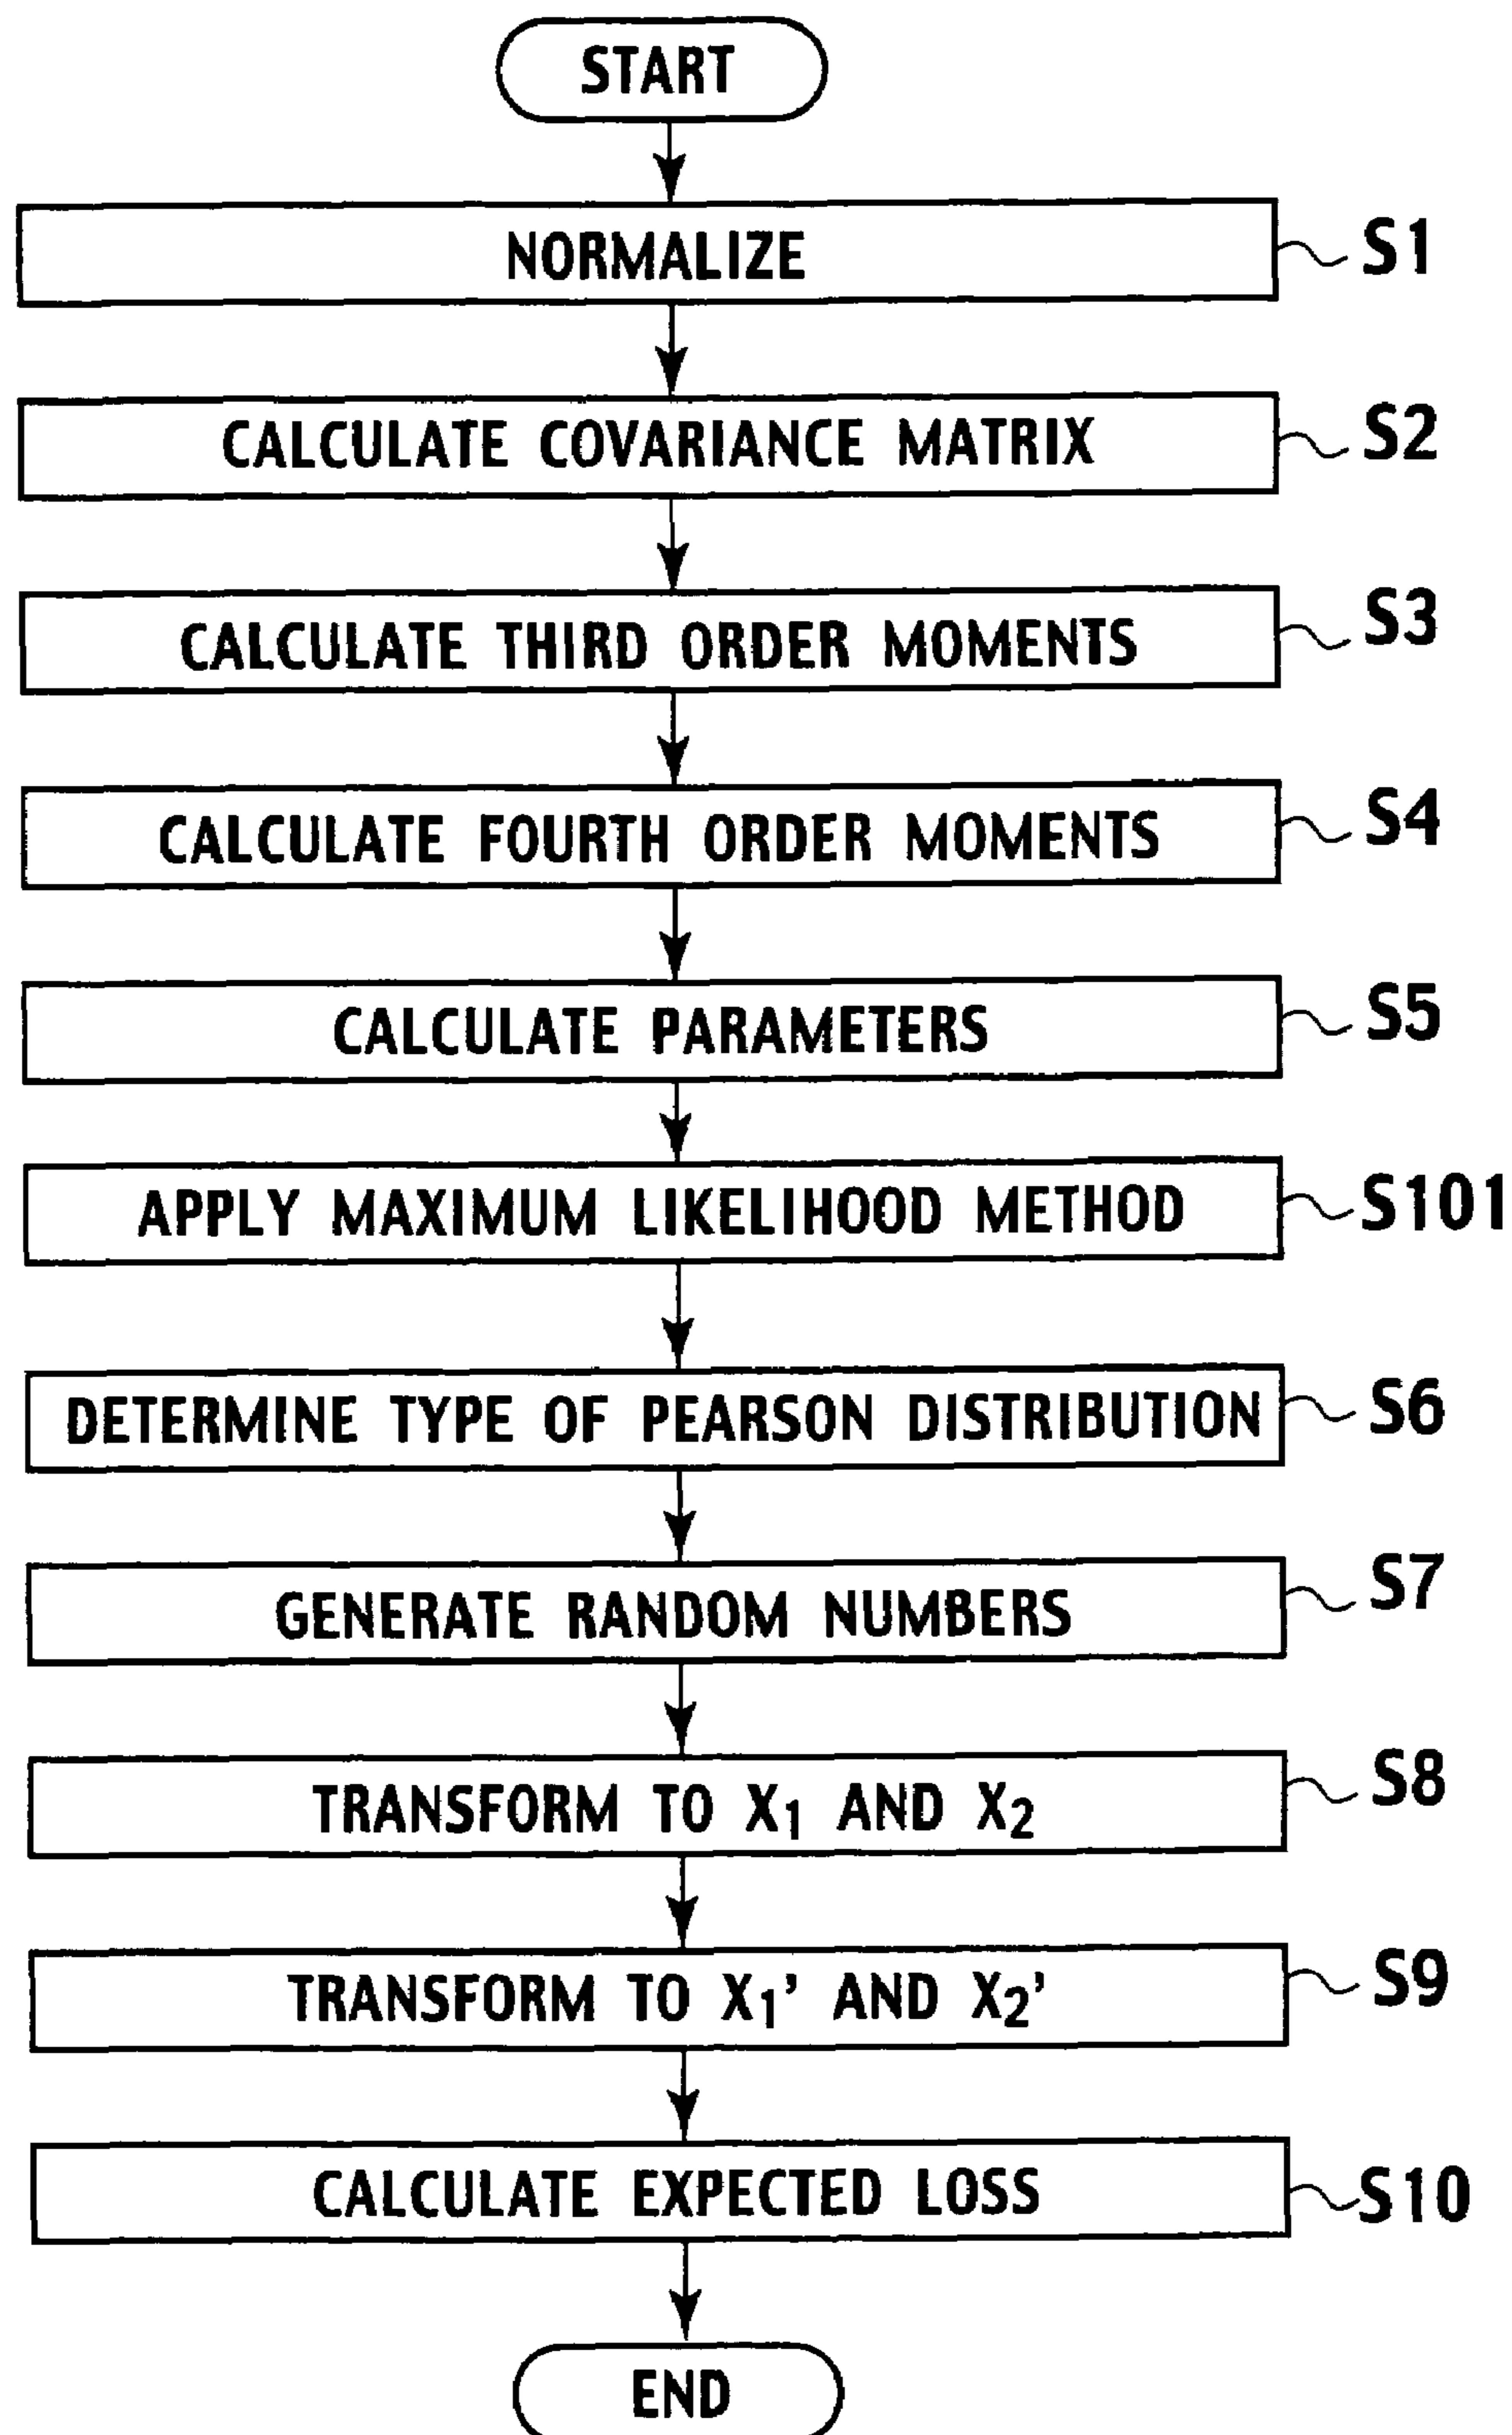 START
NORMALIZE S1
CALCULATE COVARIANCE MATRIX S2
CALCULATE THIRD ORDER MOMENTS S3
CALCULATE FOURTH ORDER MOMENTS S4
CALCULATE PARAMETERS S5
APPLY MAXIMUM LIKELIHOOD METHOD S101
DETERMINE TYPE OF PEARSON DISTRIBUTION S6
GENERATE RANDOM NUMBERS S7
TRANSFORM TO X₁ AND X₂ S8
TRANSFORM TO X₁' AND X₂' S9
CALCULATE EXPECTED LOSS S10
END